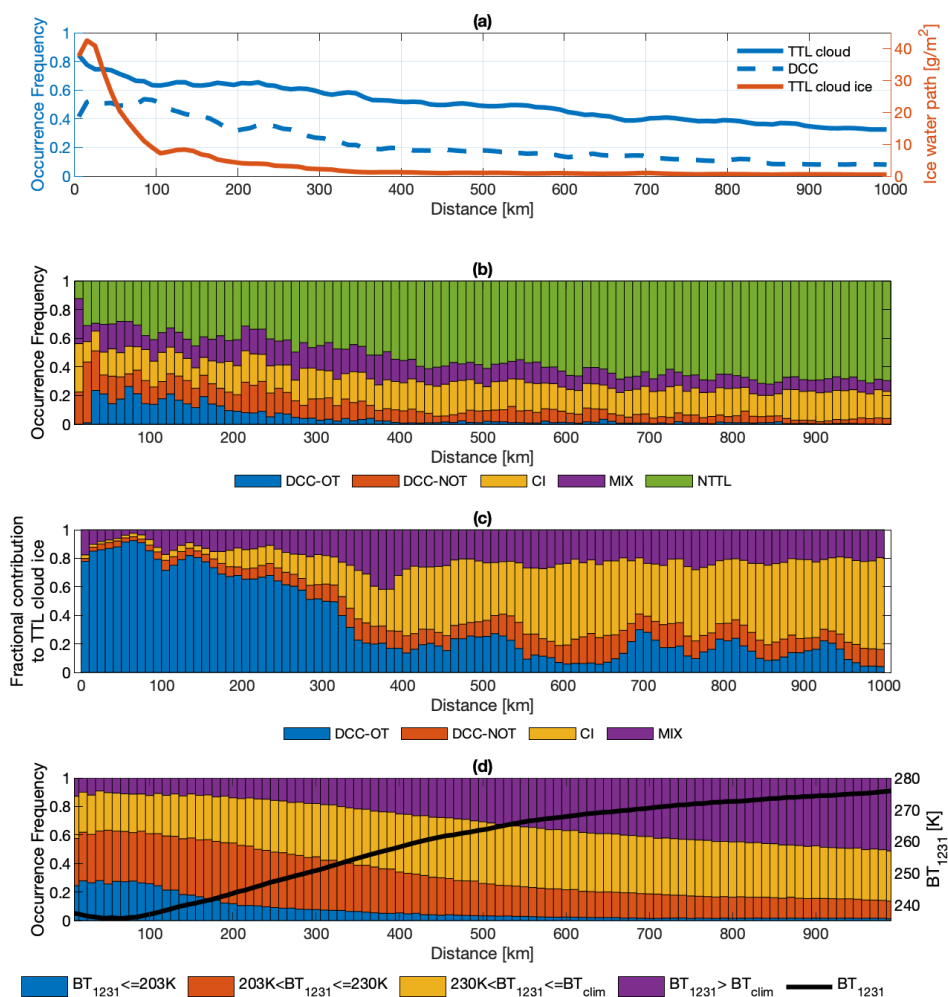 (a)
1
0.8
0.6
0.4
0.2
0
Occurrence Frequency
TTL cloud
DCC
TTL cloud ice
40
30
20
10
0
Ice water path [g/m²]
0 100 200 300 400 500 600 700 800 900 1000
Distance [km]
(b)
1
0.8
0.6
0.4
0.2
0
Occurrence Frequency
100 200 300 400 500 600 700 800 900
Distance [km]
DCC-OT DCC-NOT CI MIX NTTL
(c)
1
0.8
0.6
0.4
0.2
0
Fractional contribution
to TTL cloud ice
0 100 200 300 400 500 600 700 800 900 1000
Distance [km]
DCC-OT DCC-NOT CI MIX
(d)
1
0.8
0.6
0.4
0.2
0
Occurrence Frequency
280
270
260
250
240
BT₁₂₃₁ [K]
100 200 300 400 500 600 700 800 900
Distance [km]
BT₁₂₃₁<=203K 203K<BT₁₂₃₁<=230K 230K<BT₁₂₃₁<=BT_clim BT₁₂₃₁> BT_clim BT₁₂₃₁